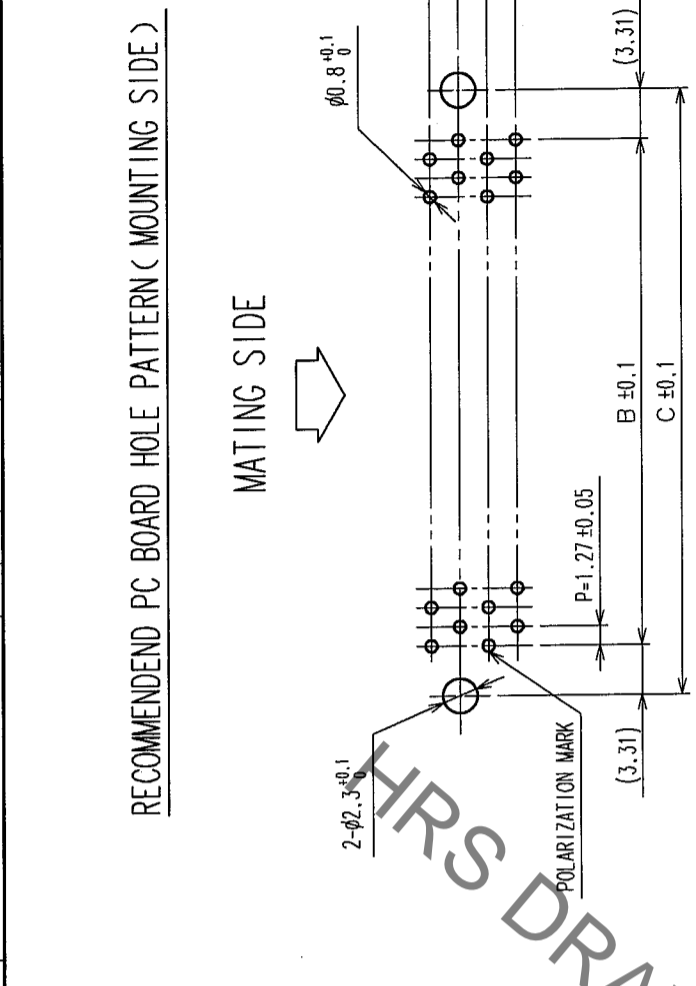 RECOMMENDEND PC BOARD HOLE PATTERN ( MOUNTING SIDE )
MATING SIDE
2-φ2.3 +0.1 0
φ0.8 +0.1 0
POLARIZATION MARK
P=1.27±0.05
(3.31)
B ±0.1
(3.31)
C ±0.1
HRS